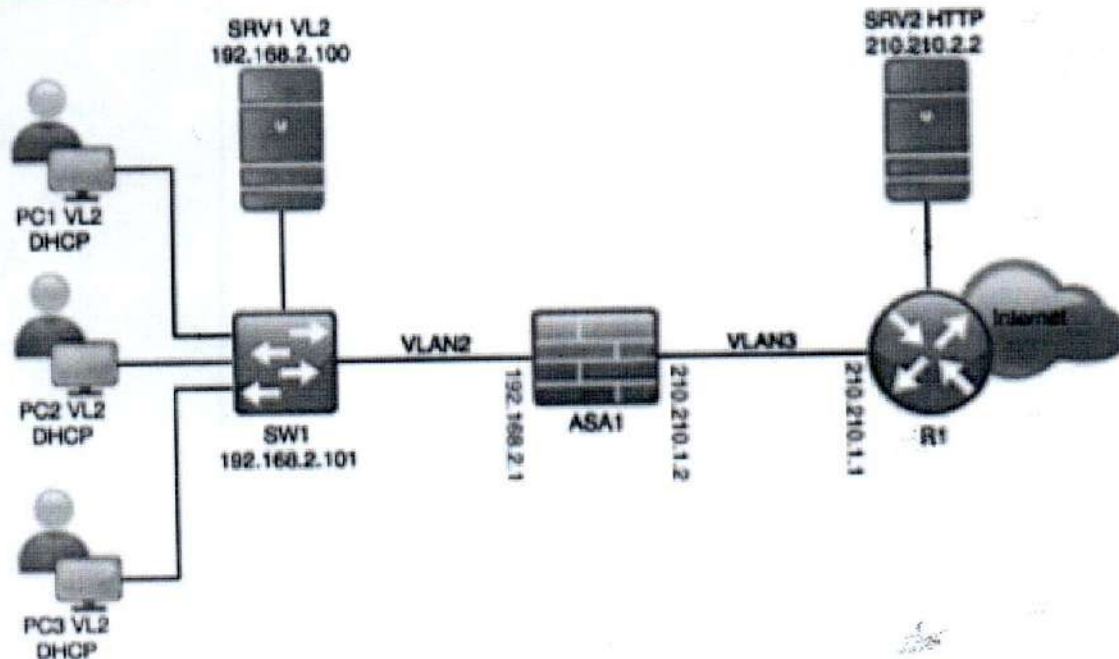 SRV1 VL2
192.168.2.100
SRV2 HTTP
210.210.2.2
PC1 VL2
DHCP
PC2 VL2
DHCP
PC3 VL2
DHCP
SW1
192.168.2.101
VLAN2
192.168.2.1
ASA1
210.210.1.2
VLAN3
210.210.1.1
R1
Internet